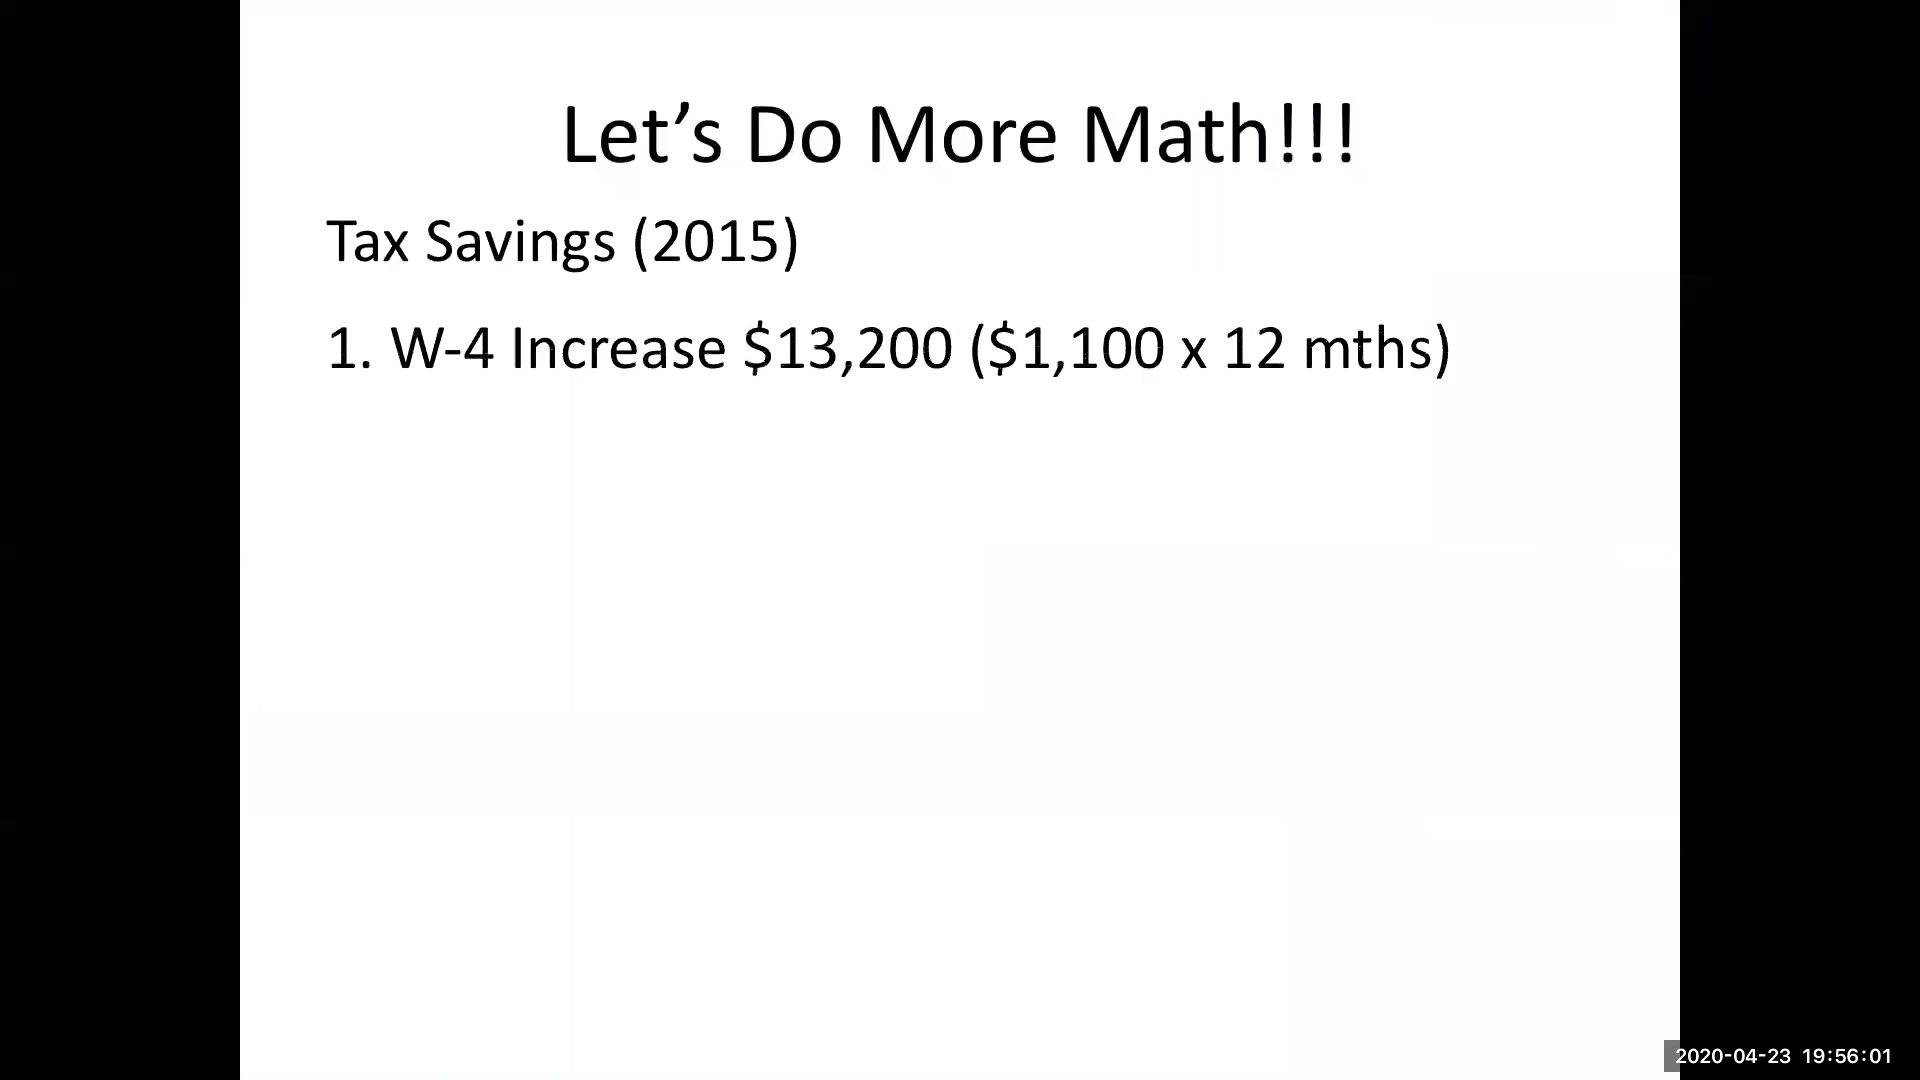 Let’s Do More Math!!!
Tax Savings (2015)
1. W-4 Increase $13,200 ($1,100 x 12 mths)
2020-04-23 19:56:01